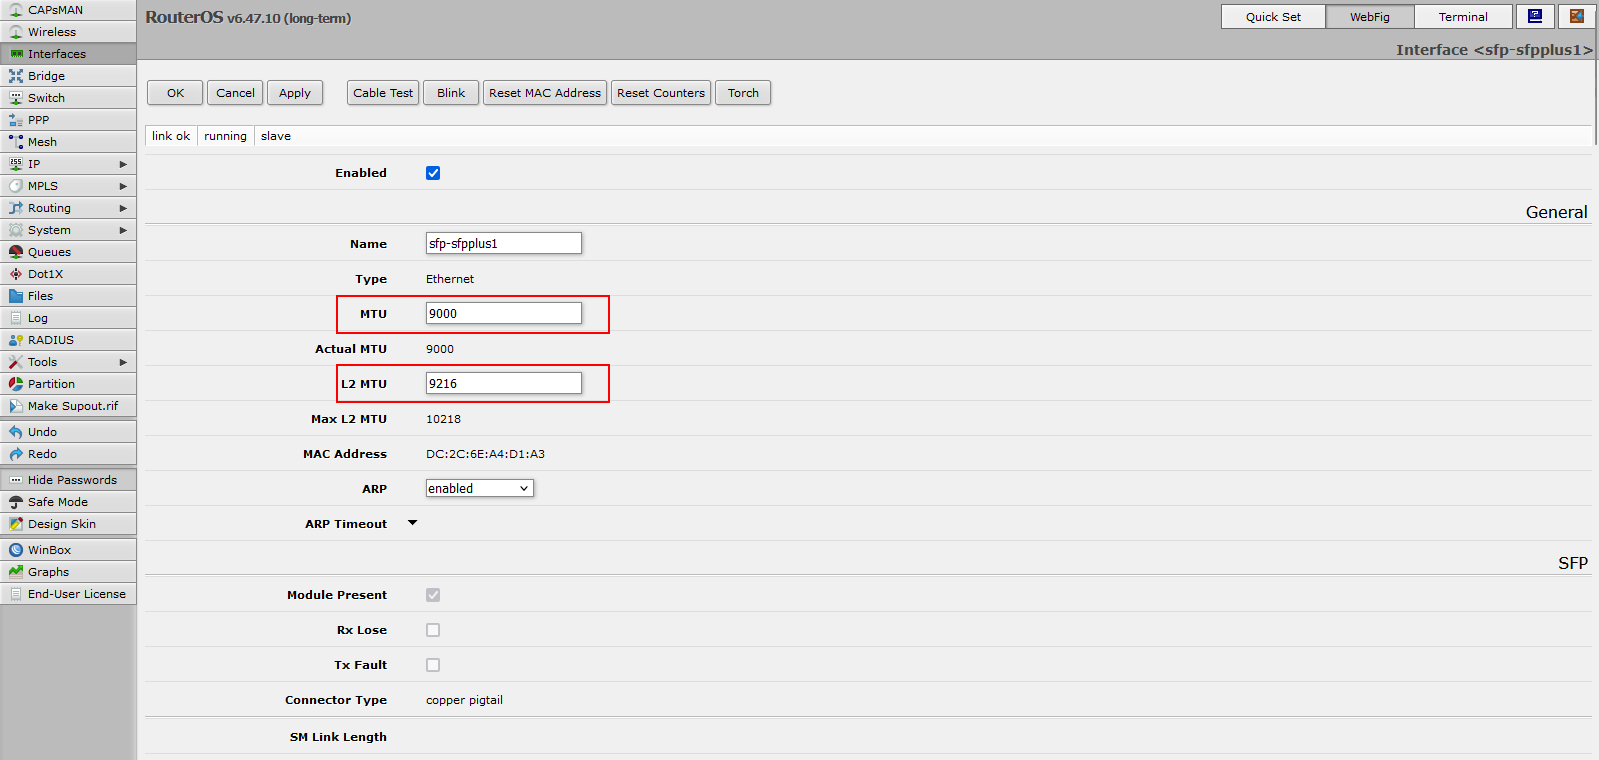 CAPsMAN
Wireless
Interfaces
Bridge
Switch
PPP
Mesh
IP
MPLS
Routing
System
Queues
Dot1X
Files
Log
RADIUS
Tools
Partition
Make Supout.rif
Undo
Redo
Hide Passwords
Safe Mode
Design Skin
WinBox
Graphs
End-User License
RouterOS v6.47.10 (long-term)
Quick Set WebFig Terminal
Interface <sfp-sfpplus1>
OK Cancel Apply Cable Test Blink Reset MAC Address Reset Counters Torch
link ok running slave
Enabled
General
Name sfp-sfpplus1
Type Ethernet
MTU 9000
Actual MTU 9000
L2 MTU 9216
Max L2 MTU 10218
MAC Address DC:2C:6E:A4:D1:A3
ARP enabled
ARP Timeout
SFP
Module Present
Rx Lose
Tx Fault
Connector Type copper pigtail
SM Link Length